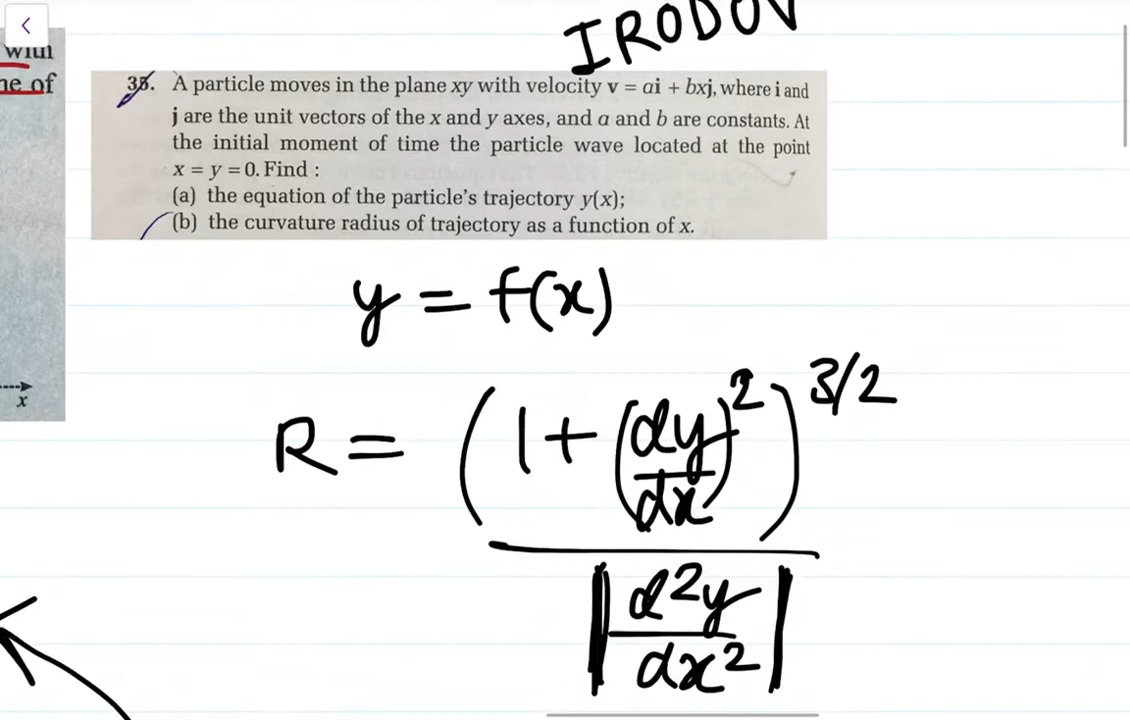 IRODOV
with
ne of
35. A particle moves in the plane xy with velocity v = ai + bxj, where i and
j are the unit vectors of the x and y axes, and a and b are constants. At
the initial moment of time the particle wave located at the point
x = y = 0. Find :
(a) the equation of the particle's trajectory y(x);
(b) the curvature radius of trajectory as a function of x.
y = f(x)
R = (1 + (dy/dx)^2)^3/2 / |d^2y/dx^2|
x